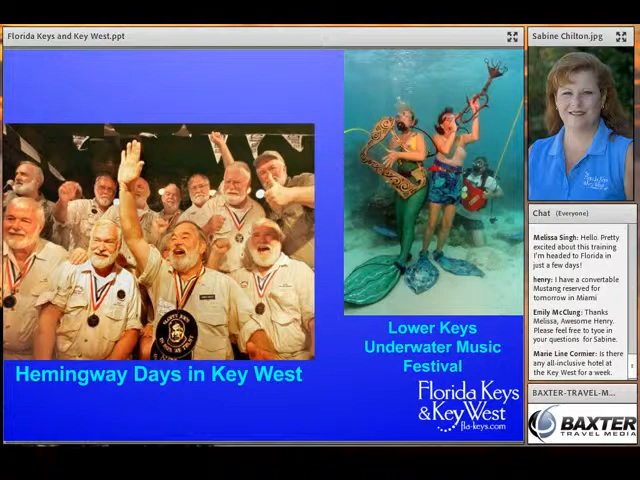 Florida Keys and Key West.ppt
Hemingway Days in Key West
Lower Keys
Underwater Music
Festival
Florida Keys
& Key West
fla-keys.com
Sabine Chilton.jpg
Chat (Everyone)
Melissa Singh: Hello. Pretty
excited about this training
I'm headed to Florida in
just a few days!
henry: I have a convertable
Mustang reserved for
tomorrow in Miami
Emily McClung: Thanks
Melissa, Awesome Henry.
Please feel free to tyoe in
your questions for Sabine.
Marie Line Cormier: Is there
any all-inclusive hotel at
the Key West for a week.
BAXTER-TRAVEL-M...
BAXTER
TRAVEL MEDIA